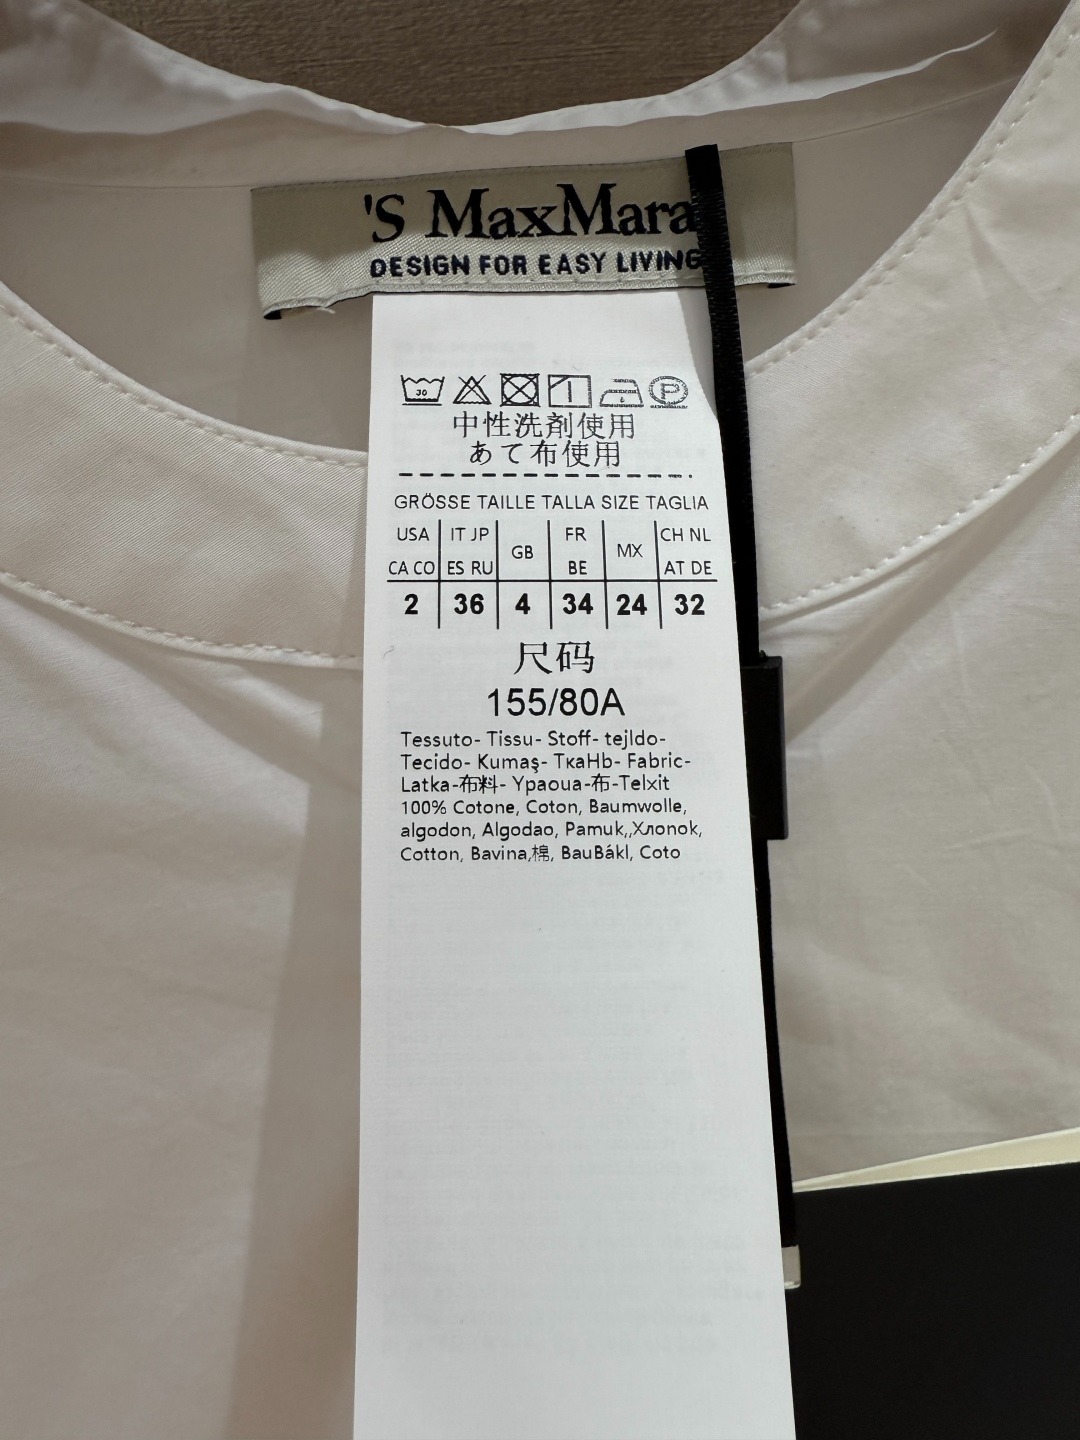 'S MaxMara
DESIGN FOR EASY LIVING
30
P
中性洗剤使用
あて布使用
GRÖSSE TAILLE TALLA SIZE TAGLIA
USA IT JP GB FR MX CH NL
CA CO ES RU BE AT DE
2 36 4 34 24 32
尺码
155/80A
Tessuto- Tissu- Stoff- tejldo-
Tecido- Kumaş- TкaHb- Fabric-
Latka-布料- Ypaoua-布-Telxit
100% Cotone, Coton, Baumwolle,
algodon, Algodao, Pamuk,,Хлопok,
Cotton, Bavina,棉, BauBákl, Coto